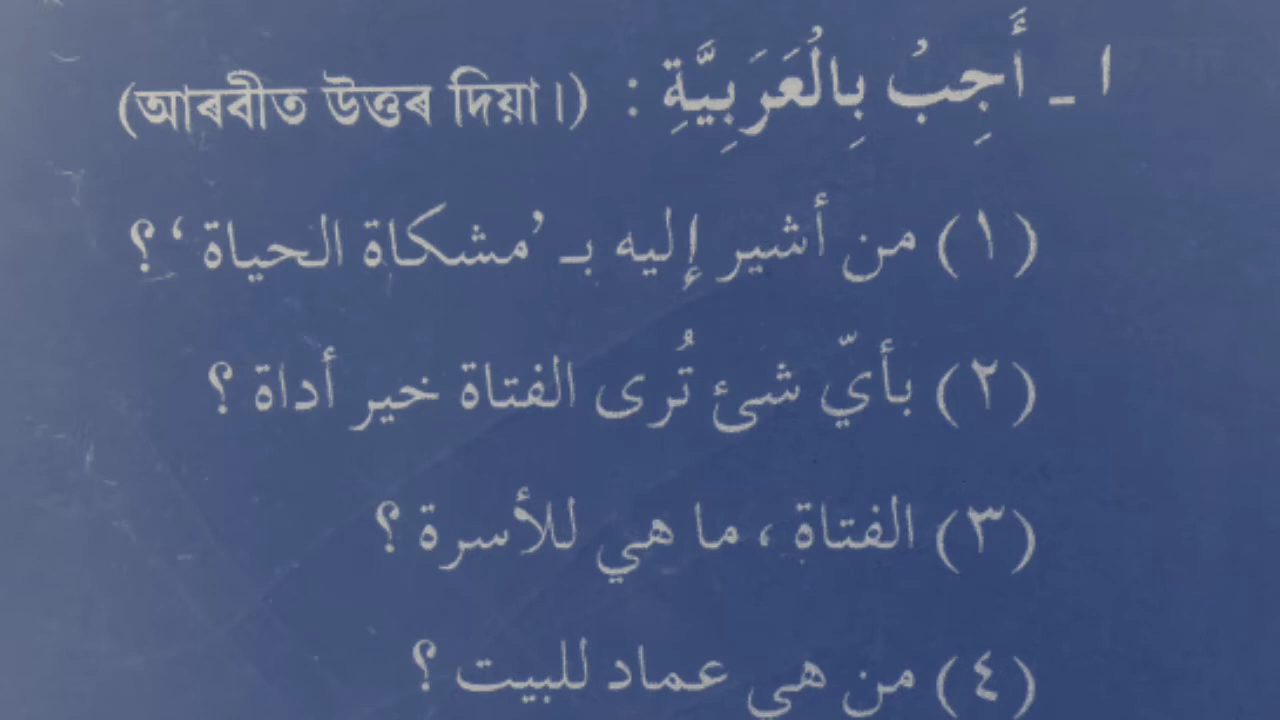 ١ ـ أَجِبُ بِالُعَرَبِيَّةِ : (আৰবীত উত্তৰ দিয়া।)
(١) من أشير إليه بـ ’مشكاة الحياة‘ ؟
(٢) بأيّ شئ تُرى الفتاة خير أداة ؟
(٣) الفتاة ، ما هي للأسرة ؟
(٤) من هي عماد للبيت ؟